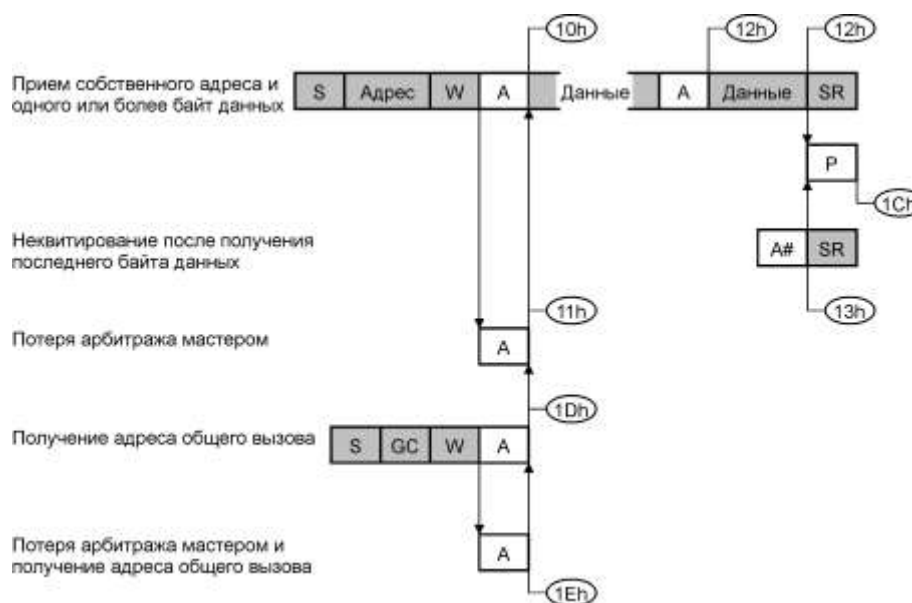 10h
12h
12h
Прием собственного адреса и
одного или более байт данных
S Адрес W A Данные A Данные SR
P
1Ch
Неквитирование после получения
последнего байта данных
A# SR
11h
13h
Потеря арбитража мастером
A
1Dh
Получение адреса общего вызова
S GC W A
Потеря арбитража мастером и
получение адреса общего вызова
A
1Eh